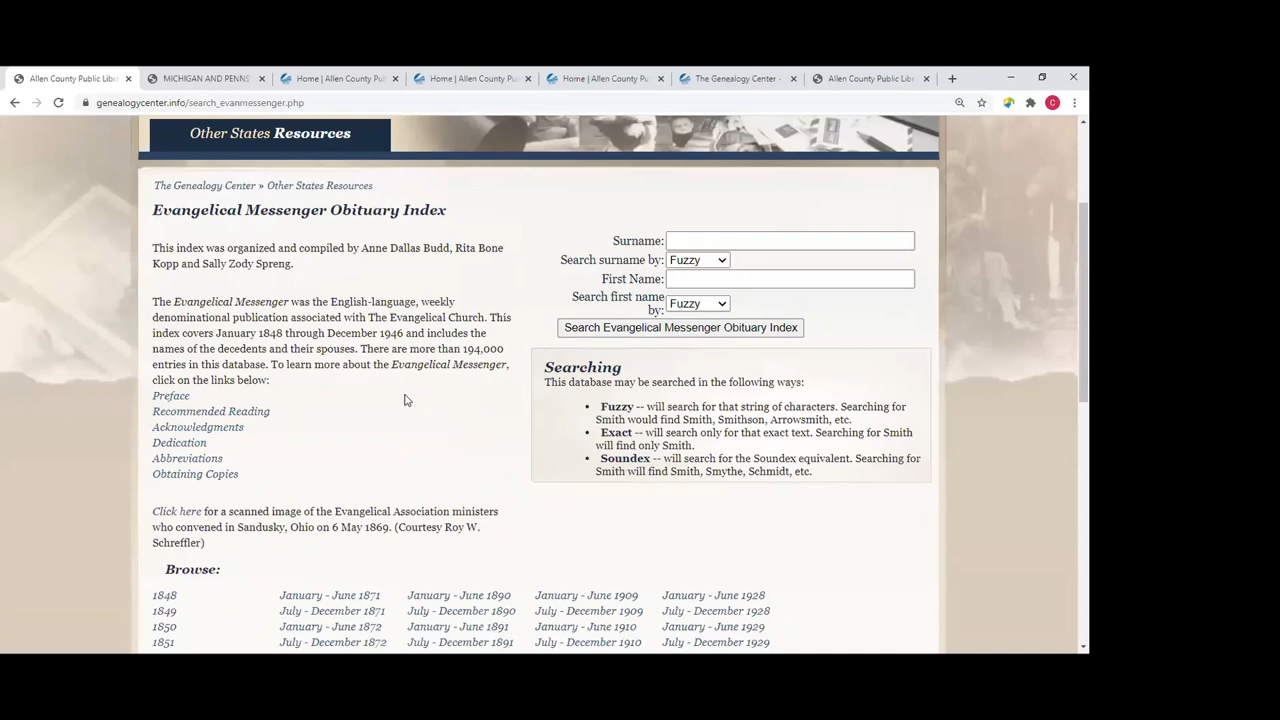 Allen County Public Libr
MICHIGAN AND PENNS
Home | Allen County Pub
Home | Allen County Pub
Home | Allen County Pu
The Genealogy Center -
Allen County Public Libr
genealogycenter.info/search_evanmessenger.php
C
Other States Resources
The Genealogy Center » Other States Resources
Evangelical Messenger Obituary Index
This index was organized and compiled by Anne Dallas Budd, Rita Bone
Kopp and Sally Zody Spreng.
The Evangelical Messenger was the English-language, weekly
denominational publication associated with The Evangelical Church. This
index covers January 1848 through December 1946 and includes the
names of the decedents and their spouses. There are more than 194,000
entries in this database. To learn more about the Evangelical Messenger,
click on the links below:
Preface
Recommended Reading
Acknowledgments
Dedication
Abbreviations
Obtaining Copies
Click here for a scanned image of the Evangelical Association ministers
who convened in Sandusky, Ohio on 6 May 1869. (Courtesy Roy W.
Schreffler)
Surname:
Search surname by: Fuzzy
First Name:
Search first name
by: Fuzzy
Search Evangelical Messenger Obituary Index
Searching
This database may be searched in the following ways:
• Fuzzy -- will search for that string of characters. Searching for
Smith would find Smith, Smithson, Arrowsmith, etc.
• Exact -- will search only for that exact text. Searching for Smith
will find only Smith.
• Soundex -- will search for the Soundex equivalent. Searching for
Smith will find Smith, Smythe, Schmidt, etc.
Browse:
1848 January - June 1871 January - June 1890 January - June 1909 January - June 1928
1849 July - December 1871 July - December 1890 July - December 1909 July - December 1928
1850 January - June 1872 January - June 1891 January - June 1910 January - June 1929
1851 July - December 1872 July - December 1891 July - December 1910 July - December 1929